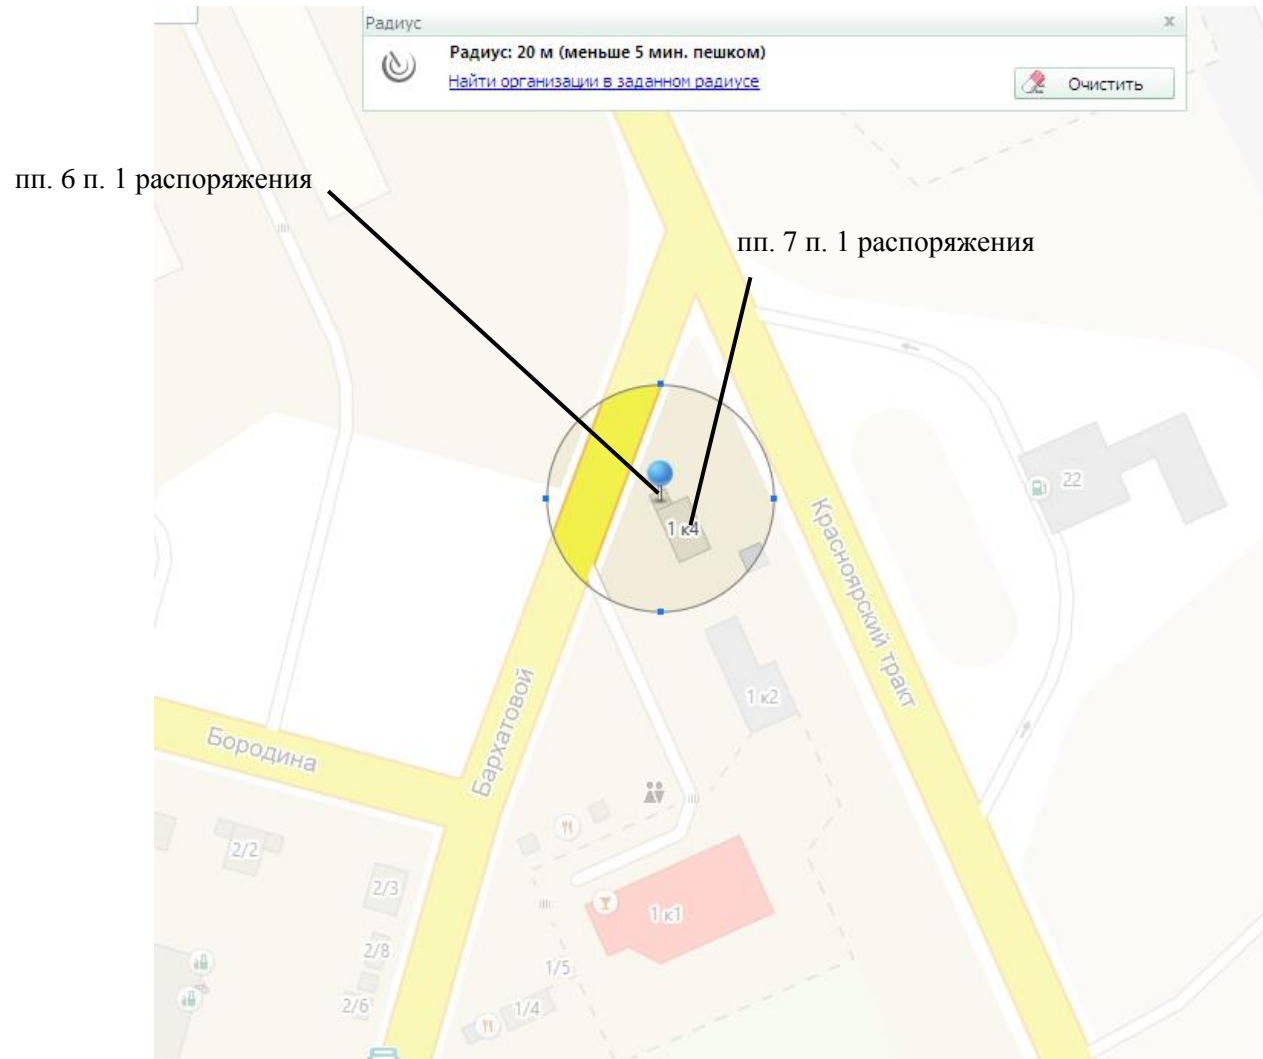 Радиус
Радиус: 20 м (меньше 5 мин. пешком)
Найти организации в заданном радиусе
Очистить
пп. 6 п. 1 распоряжения
пп. 7 п. 1 распоряжения
22
1 к4
Красноярский тракт
1 к2
Бархатовой
Бородина
2/2
2/3
1 к1
2/8
1/5
2/6
1/4